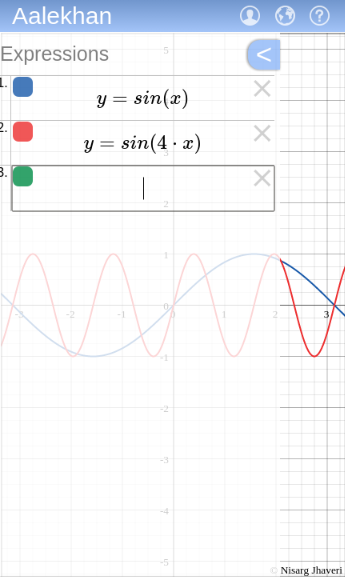 Aalekhan
Expressions
<
1. y = sin(x)
2. y = sin(4 · x)
3.
5
3
2
1
-3 -2 -1 0 1 2 3
-1
-2
-3
-4
-5
© Nisarg Jhaveri